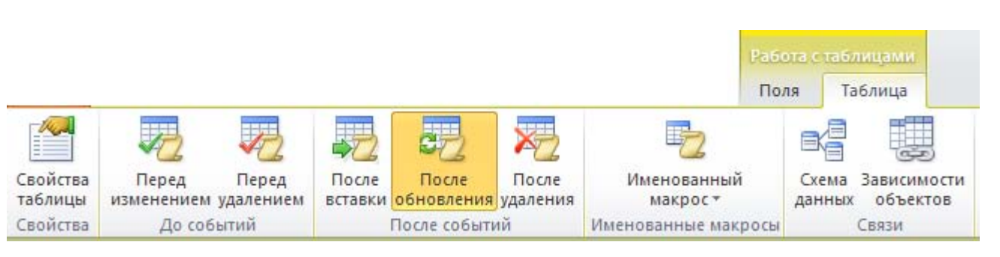 Работа с таблицами
Поля Таблица
Свойства таблицы
Перед изменением
Перед удалением
После вставки
После обновления
После удаления
Именованный макрос
Схема данных
Зависимости объектов
Свойства
До событий
После событий
Именованные макросы
Связи